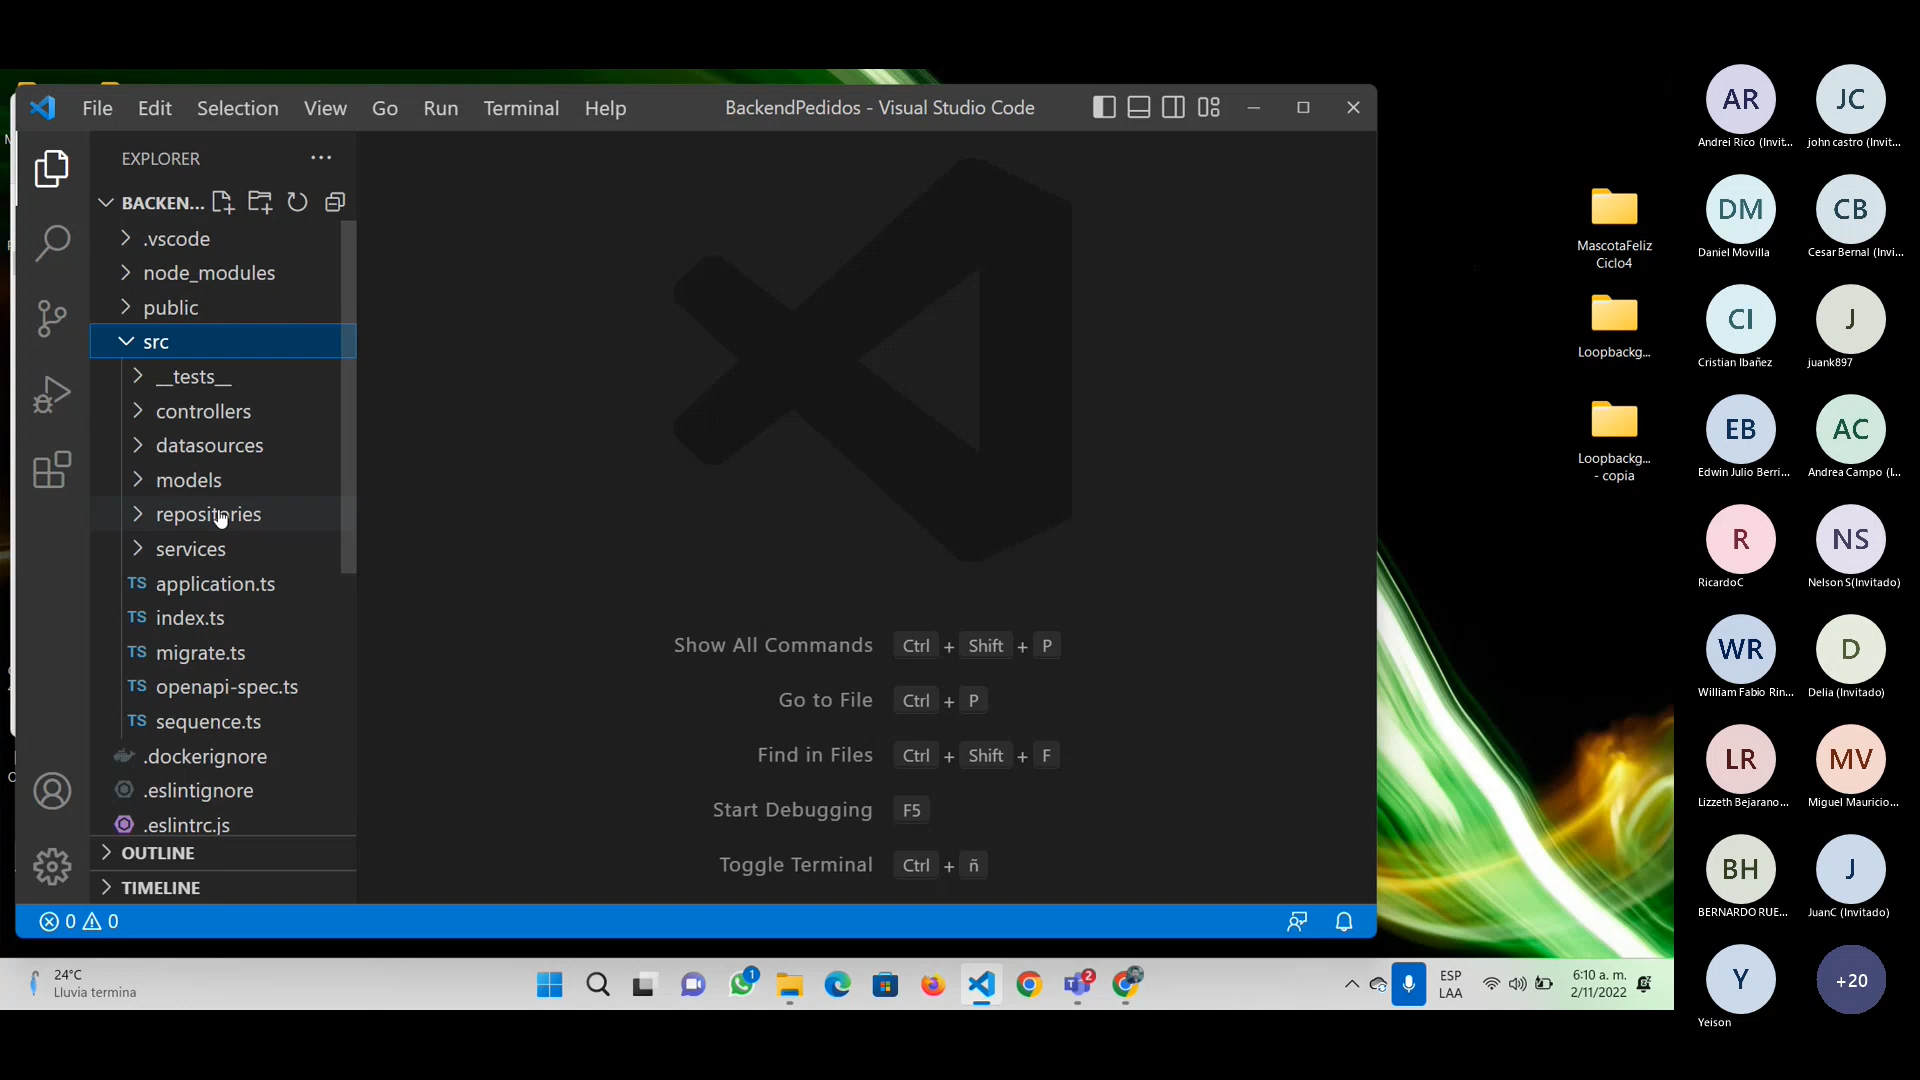 File Edit Selection View Go Run Terminal Help
BackendPedidos - Visual Studio Code
EXPLORER
BACKEN...
.vscode
node_modules
public
src
__tests__
controllers
datasources
models
repositories
services
TS application.ts
TS index.ts
TS migrate.ts
TS openapi-spec.ts
TS sequence.ts
.dockerignore
.eslintignore
.eslintrc.js
OUTLINE
TIMELINE
0 0
Show All Commands Ctrl + Shift + P
Go to File Ctrl + P
Find in Files Ctrl + Shift + F
Start Debugging F5
Toggle Terminal Ctrl + ñ
MascotaFeliz
Ciclo4
Loopbackg...
Loopbackg...
- copia
24°C
Lluvia termina
1
2
ESP
LAA
6:10 a. m.
2/11/2022
AR JC
Andrei Rico (Invit... john castro (Invit...
DM CB
Daniel Movilla Cesar Bernal (Invi...
CI J
Cristian Ibañez juank897
EB AC
Edwin Julio Berri... Andrea Campo (I...
R NS
RicardoC Nelson S(Invitado)
WR D
William Fabio Rin... Delia (Invitado)
LR MV
Lizzeth Bejarano... Miguel Mauricio...
BH J
BERNARDO RUE... JuanC (Invitado)
Y +20
Yeison